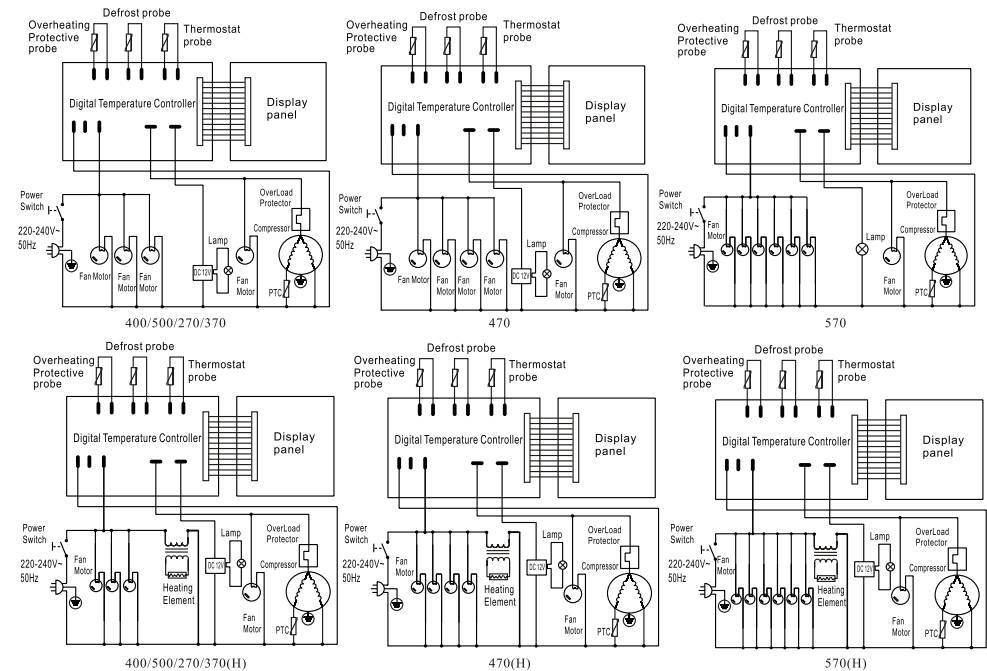 Defrost probe
Overheating
Protective
probe
Thermostat
probe
Digital Temperature Controller
Display
panel
Power
Switch
220-240V~
50Hz
OverLoad
Protector
Compressor
Lamp
DC 12V
Fan Motor
Fan
Motor
Fan
Motor
Fan
Motor
PTC
400/500/270/370
Defrost probe
Overheating
Protective
probe
Thermostat
probe
Digital Temperature Controller
Display
panel
Power
Switch
220-240V~
50Hz
OverLoad
Protector
Compressor
Lamp
DC 12V
Fan Motor
Fan
Motor
Fan
Motor
Fan
Motor
Fan
Motor
PTC
470
Defrost probe
Overheating
Protective
probe
Thermostat
probe
Digital Temperature Controller
Display
panel
Power
Switch
220-240V~
50Hz
Fan
Motor
OverLoad
Protector
Compressor
Lamp
Fan
Motor
PTC
570
Defrost probe
Overheating
Protective
probe
Thermostat
probe
Digital Temperature Controller
Display
panel
Power
Switch
220-240V~
50Hz
Fan
Motor
Heating
Element
Lamp
DC 12V
OverLoad
Protector
Compressor
Fan
Motor
PTC
400/500/270/370(H)
Defrost probe
Overheating
Protective
probe
Thermostat
probe
Digital Temperature Controller
Display
panel
Power
Switch
220-240V~
50Hz
Fan
Motor
Heating
Element
Lamp
DC 12V
OverLoad
Protector
Compressor
Fan
Motor
PTC
470(H)
Defrost probe
Overheating
Protective
probe
Thermostat
probe
Digital Temperature Controller
Display
panel
Power
Switch
220-240V~
50Hz
Fan
Motor
Heating
Element
Lamp
DC 12V
OverLoad
Protector
Compressor
Fan
Motor
PTC
570(H)